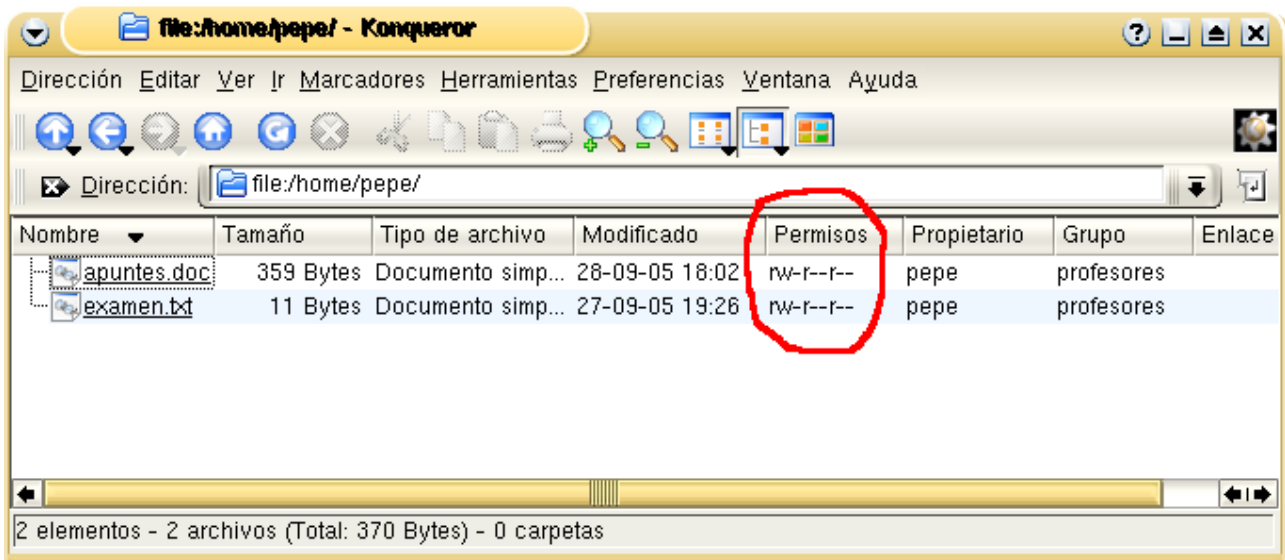 file:/home/pepe/ - Konqueror
Dirección Editar Ver Ir Marcadores Herramientas Preferencias Ventana Ayuda
Dirección: file:/home/pepe/
Nombre Tamaño Tipo de archivo Modificado Permisos Propietario Grupo Enlace
apuntes.doc 359 Bytes Documento simp... 28-09-05 18:02 rw-r--r-- pepe profesores
examen.txt 11 Bytes Documento simp... 27-09-05 19:26 rw-r--r-- pepe profesores
2 elementos - 2 archivos (Total: 370 Bytes) - 0 carpetas